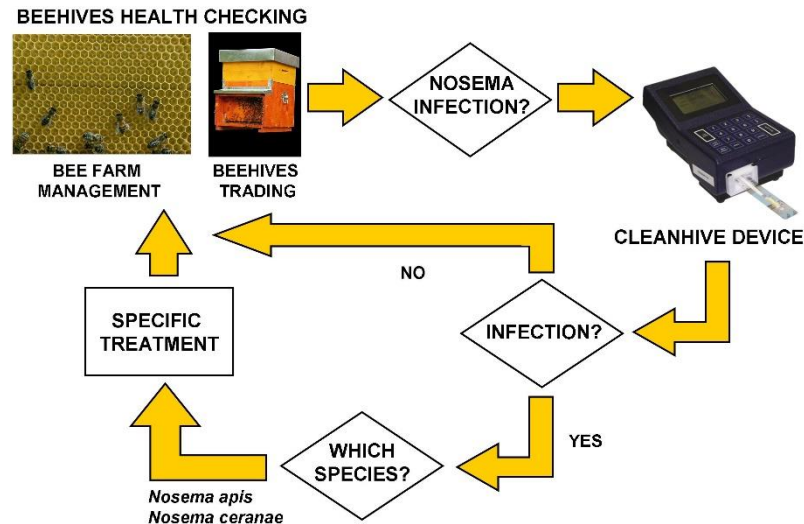 BEEHIVES HEALTH CHECKING
NOSEMA
INFECTION?
BEE FARM
MANAGEMENT
BEEHIVES
TRADING
CLEANHIVE DEVICE
NO
SPECIFIC
TREATMENT
INFECTION?
YES
WHICH
SPECIES?
Nosema apis
Nosema ceranae